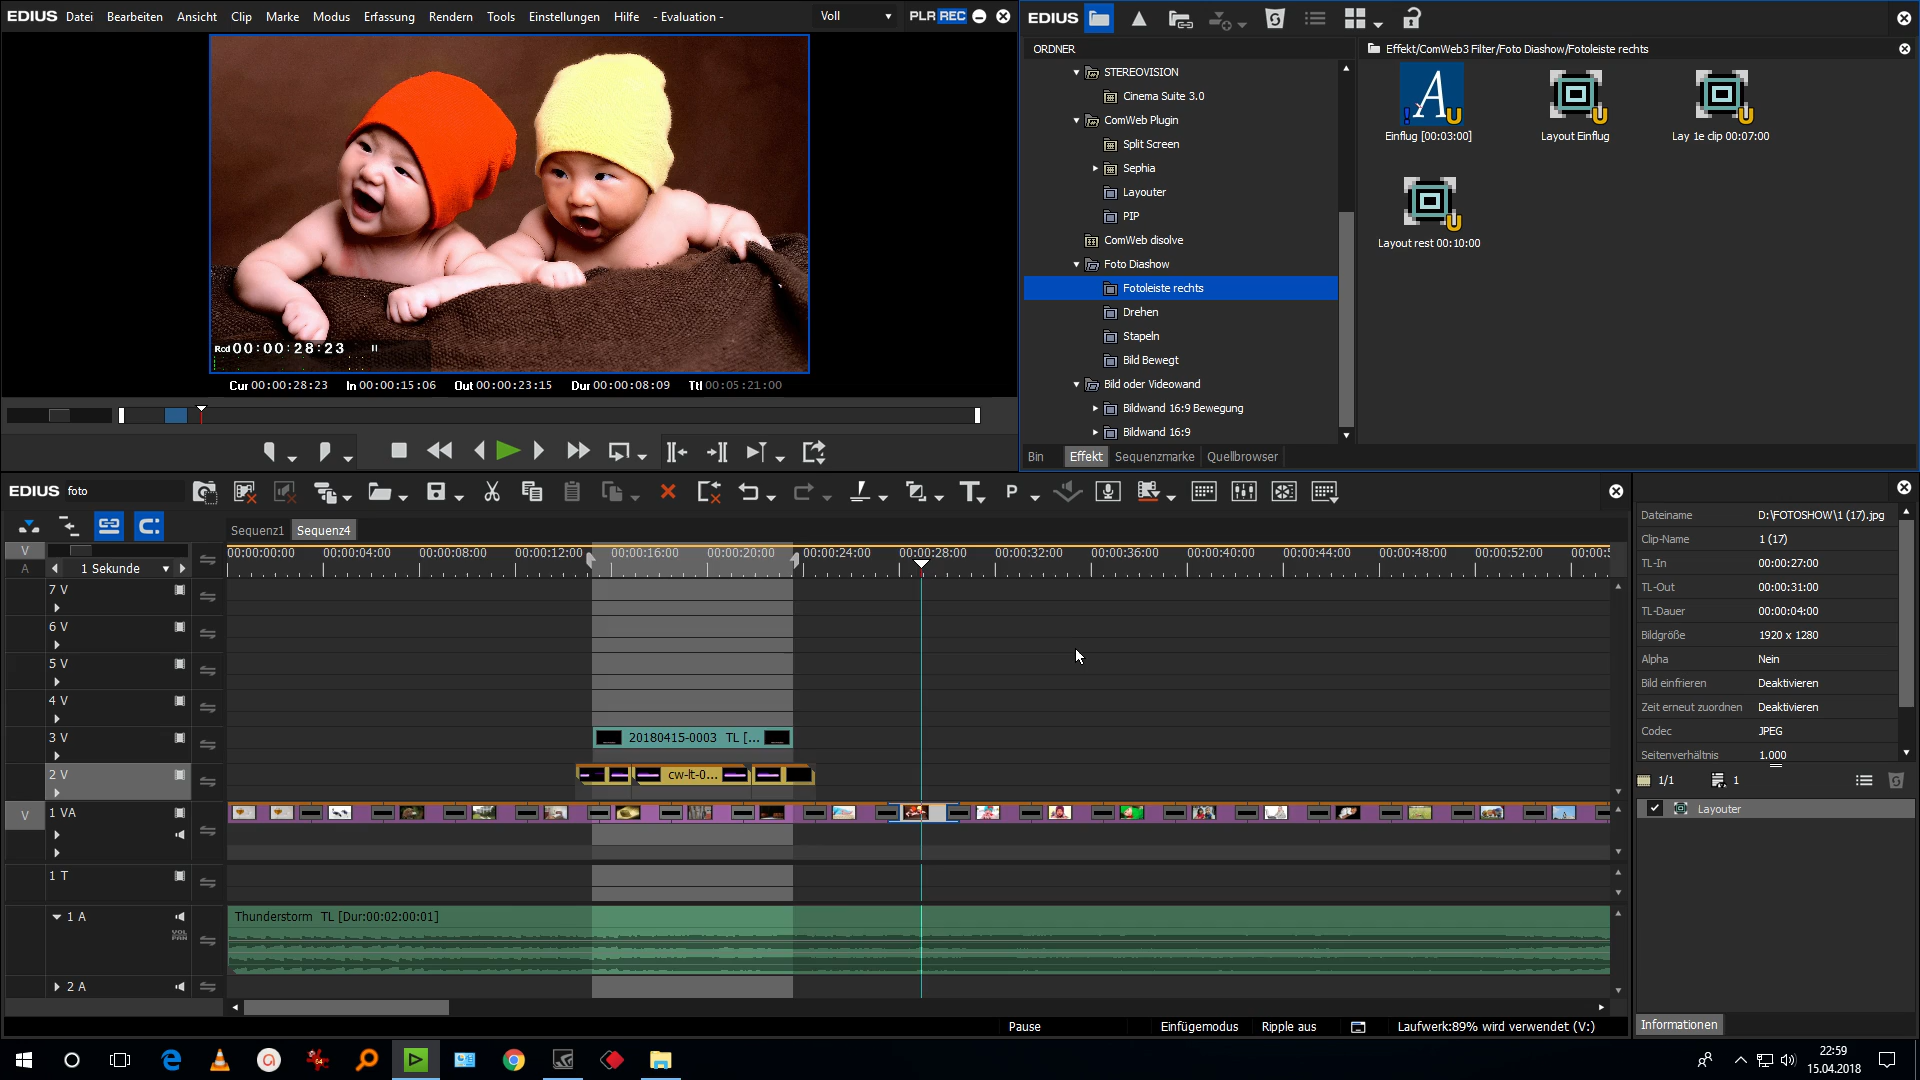 EDIUS Datei Bearbeiten Ansicht Clip Marke Modus Erfassung Rendern Tools Einstellungen Hilfe - Evaluation - Voll PLR REC
Rcd 00:00:28:23 II
Cur 00:00:28:23 In 00:00:15:06 Out 00:00:23:15 Dur 00:00:08:09 Ttl 00:05:21:00
EDIUS
ORDNER
Effekt/ComWeb3 Filter/Foto Diashow/Fotoleiste rechts
STEREOVISION
Cinema Suite 3.0
ComWeb Plugin
Split Screen
Sephia
Layouter
PIP
ComWeb disolve
Foto Diashow
Fotoleiste rechts
Drehen
Stapeln
Bild Bewegt
Bild oder Videowand
Bildwand 16:9 Bewegung
Bildwand 16:9
A ! U
Einflug [00:03:00]
U
Layout Einflug
U
Lay 1e clip 00:07:00
U
Layout rest 00:10:00
Bin Effekt Sequenzmarke Quellbrowser
EDIUS foto
T P
Sequenz1 Sequenz4
V
A
1 Sekunde
00:00:00:00 00:00:04:00 00:00:08:00 00:00:12:00 00:00:16:00 00:00:20:00 00:00:24:00 00:00:28:00 00:00:32:00 00:00:36:00 00:00:40:00 00:00:44:00 00:00:48:00 00:00:52:00
7 V
6 V
5 V
4 V
3 V
20180415-0003 TL [...
2 V
cw-lt-0...
V
1 VA
1 T
1 A
VOL
PAN
Thunderstorm TL [Dur:00:02:00:01]
2 A
Pause Einfügemodus Ripple aus Laufwerk:89% wird verwendet (V:)
Dateiname D:\FOTOSHOW\1 (17).jpg
Clip-Name 1 (17)
TL-In 00:00:27:00
TL-Out 00:00:31:00
TL-Dauer 00:00:04:00
Bildgröße 1920 x 1280
Alpha Nein
Bild einfrieren Deaktivieren
Zeit erneut zuordnen Deaktivieren
Codec JPEG
Seitenverhältnis 1.000
1/1 1
Layouter
Informationen
22:59
15.04.2018